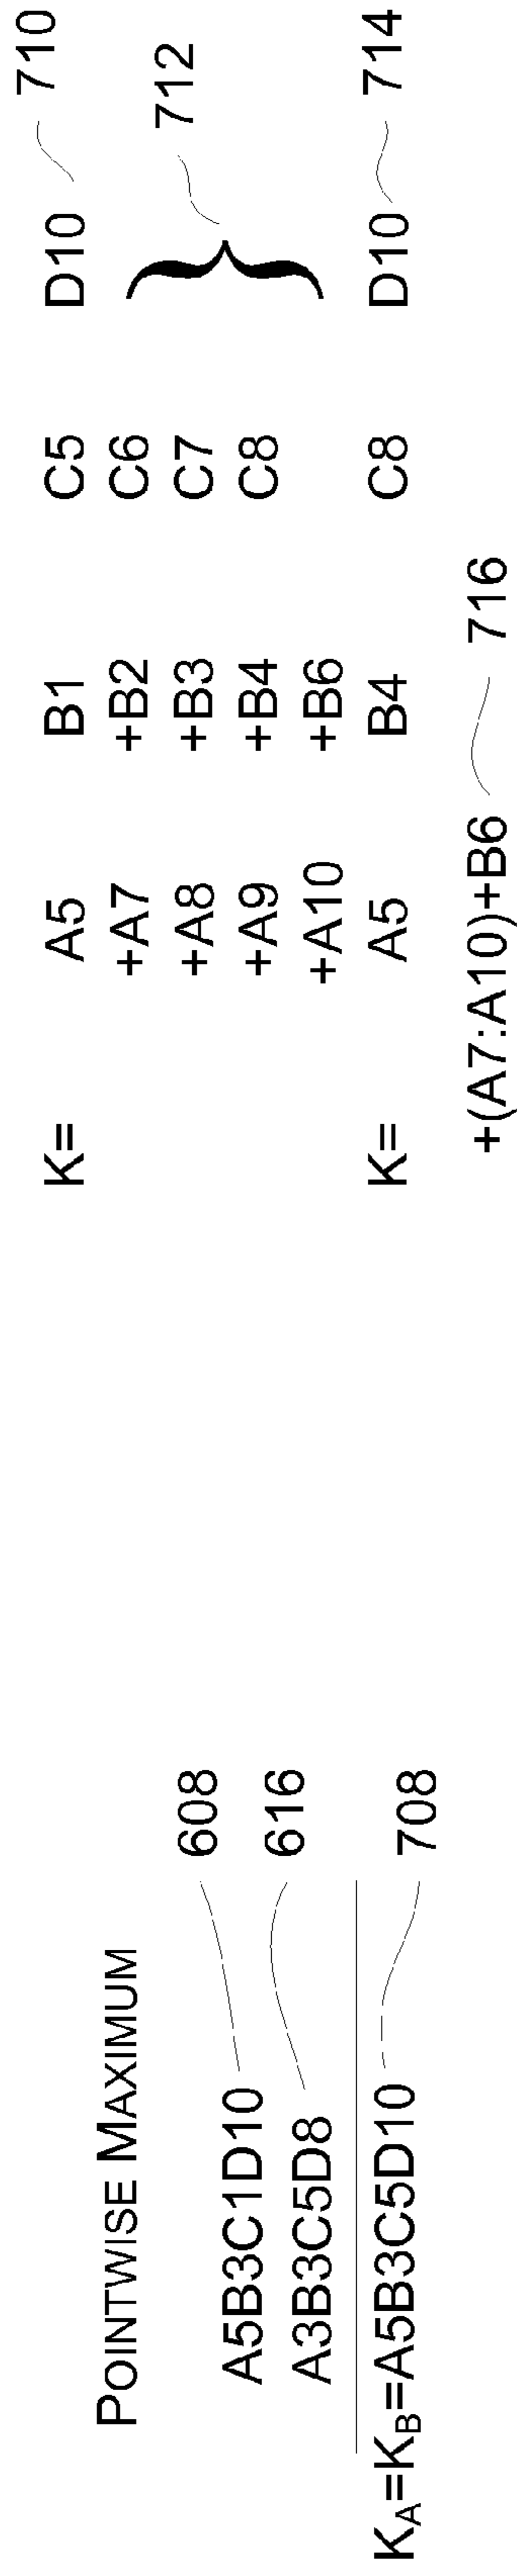 POINTWISE MAXIMUM
A5B3C1D10 608
A3B3C5D8 616
KA=KB=A5B3C5D10 708
K= A5 B1 C5 D10 710
+A7 +B2 C6
+A8 +B3 C7 712
+A9 +B4 C8
+A10 +B6
K= A5 B4 C8 D10 714
+(A7:A10)+B6 716